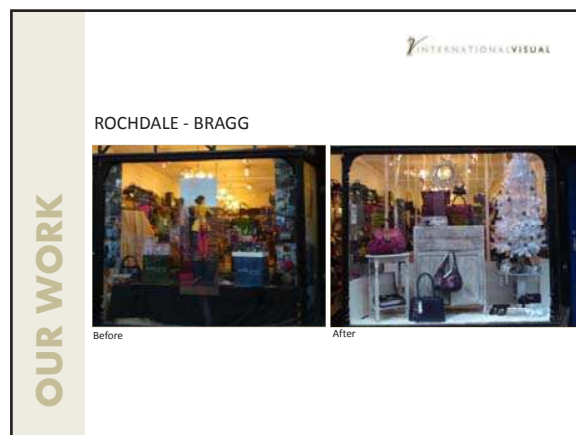 INTERNATIONALVISUAL
ROCHDALE - BRAGG
Before
After
OUR WORK